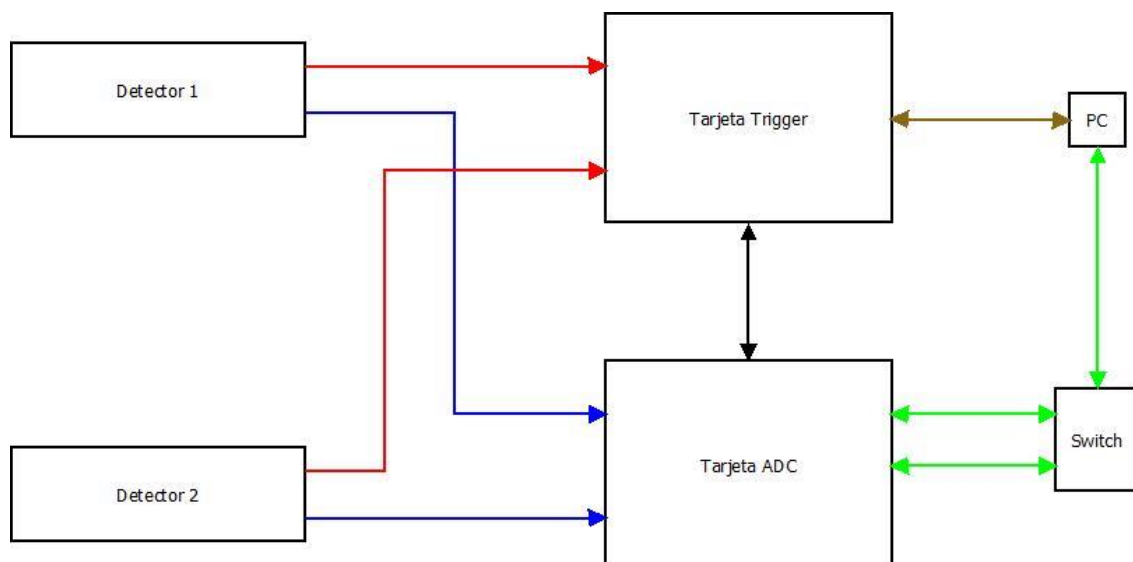 Detector 1
Tarjeta Trigger
PC
Detector 2
Tarjeta ADC
Switch